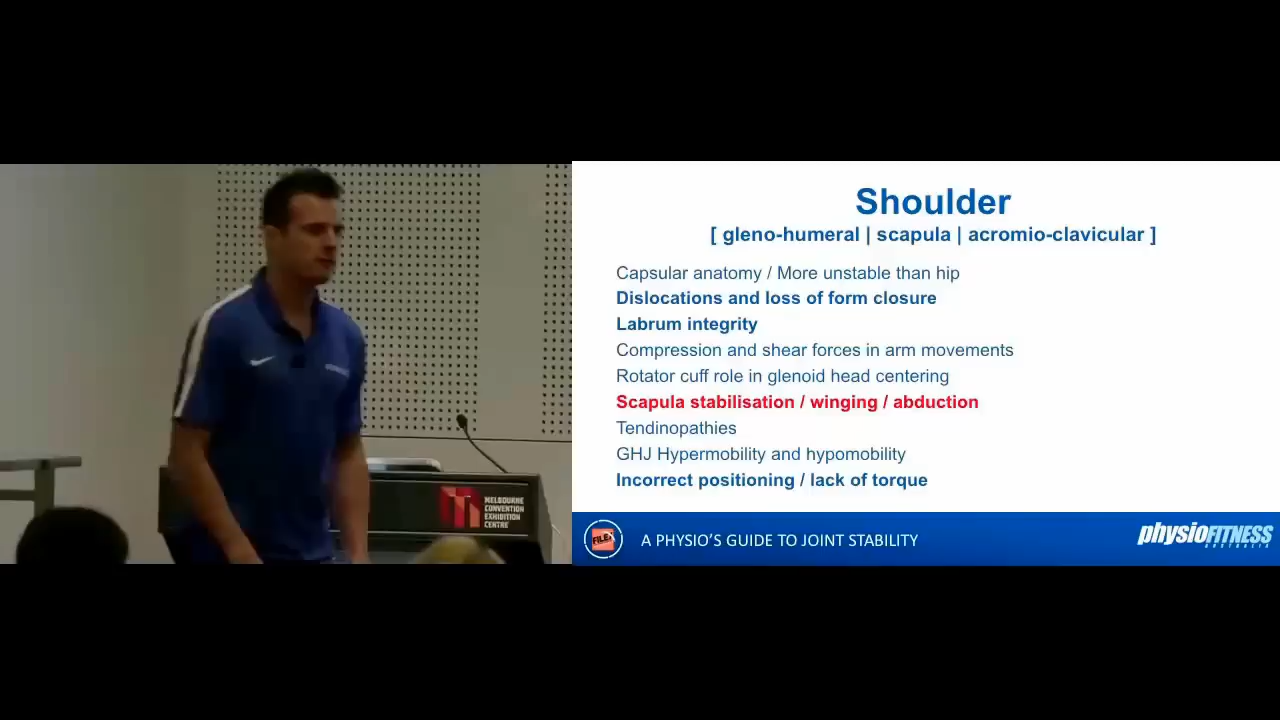 MELBOURNE
CONVENTION
EXHIBITION
CENTRE
Shoulder
[ gleno-humeral | scapula | acromio-clavicular ]
Capsular anatomy / More unstable than hip
Dislocations and loss of form closure
Labrum integrity
Compression and shear forces in arm movements
Rotator cuff role in glenoid head centering
Scapula stabilisation / winging / abduction
Tendinopathies
GHJ Hypermobility and hypomobility
Incorrect positioning / lack of torque
FILEX
A PHYSIO’S GUIDE TO JOINT STABILITY
physioFITNESS
AUSTRALIA